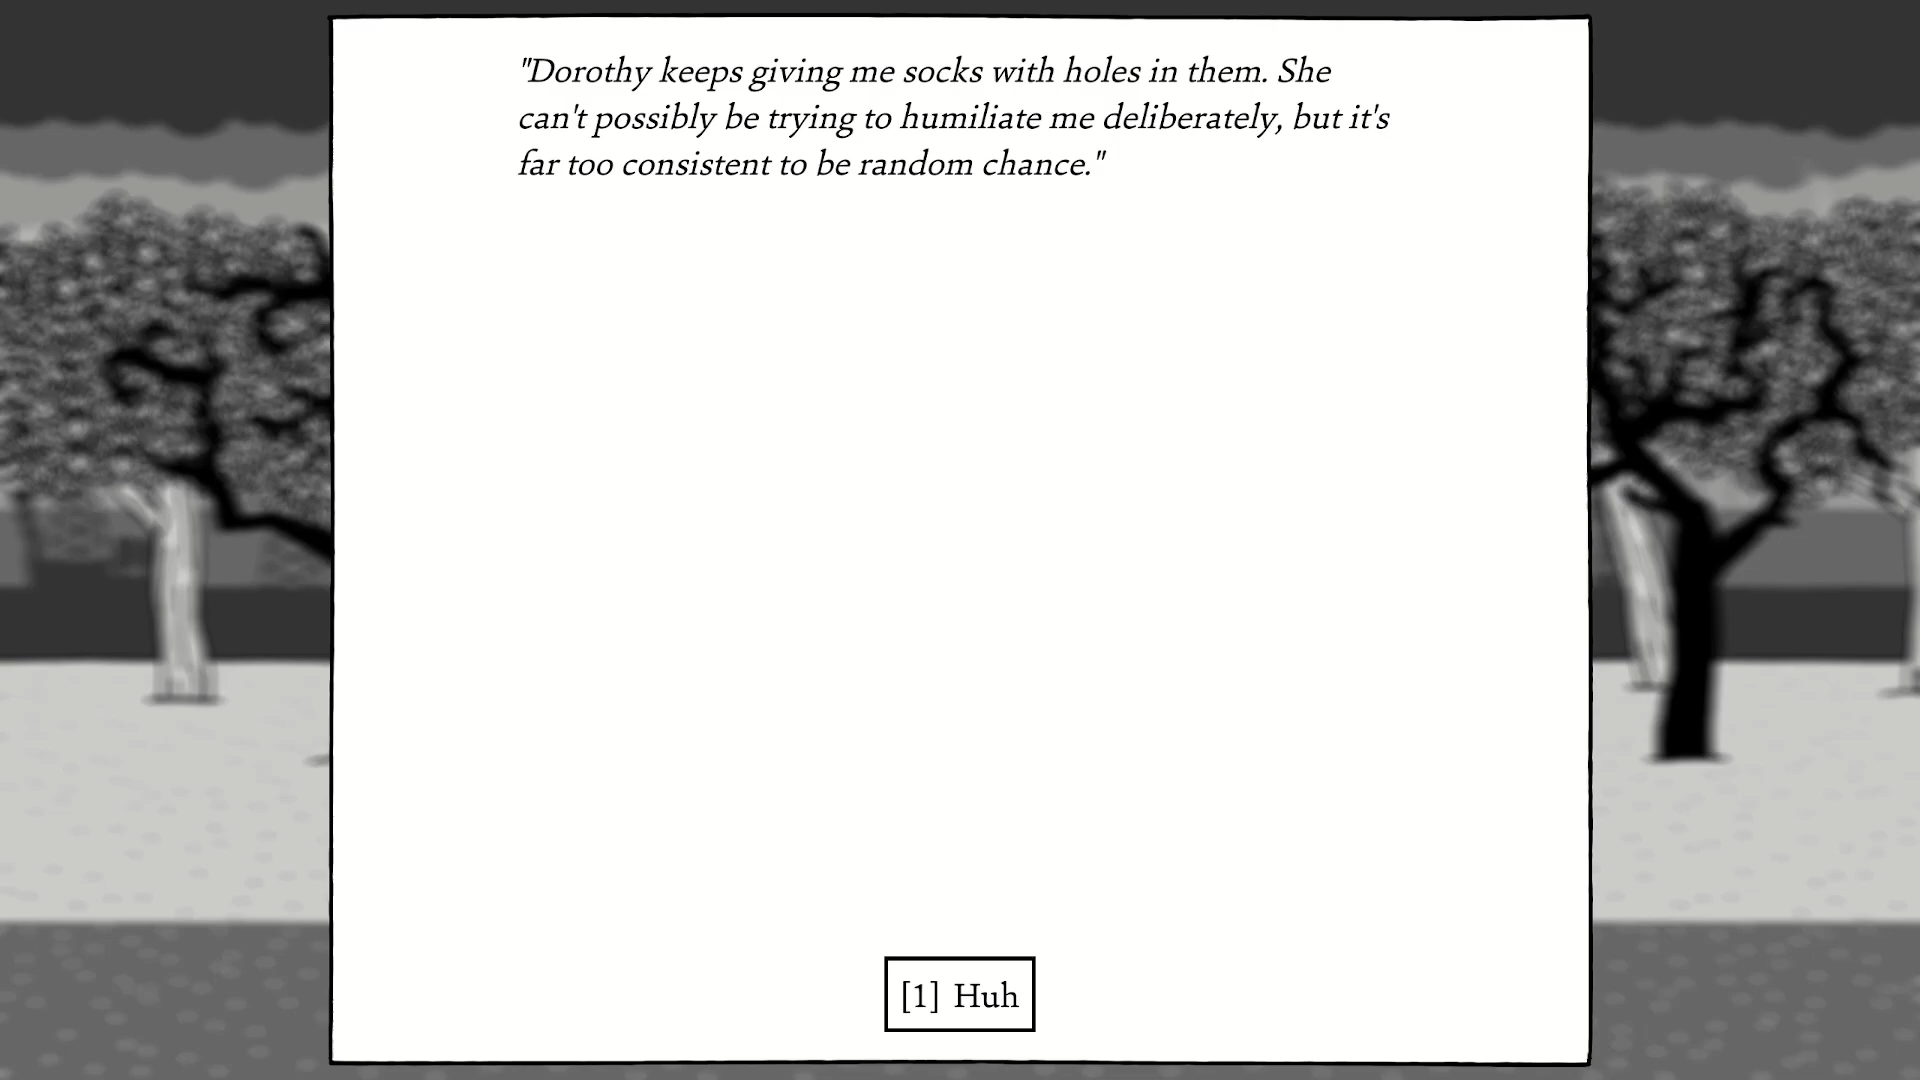 "Dorothy keeps giving me socks with holes in them. She
can't possibly be trying to humiliate me deliberately, but it's
far too consistent to be random chance."
[1] Huh